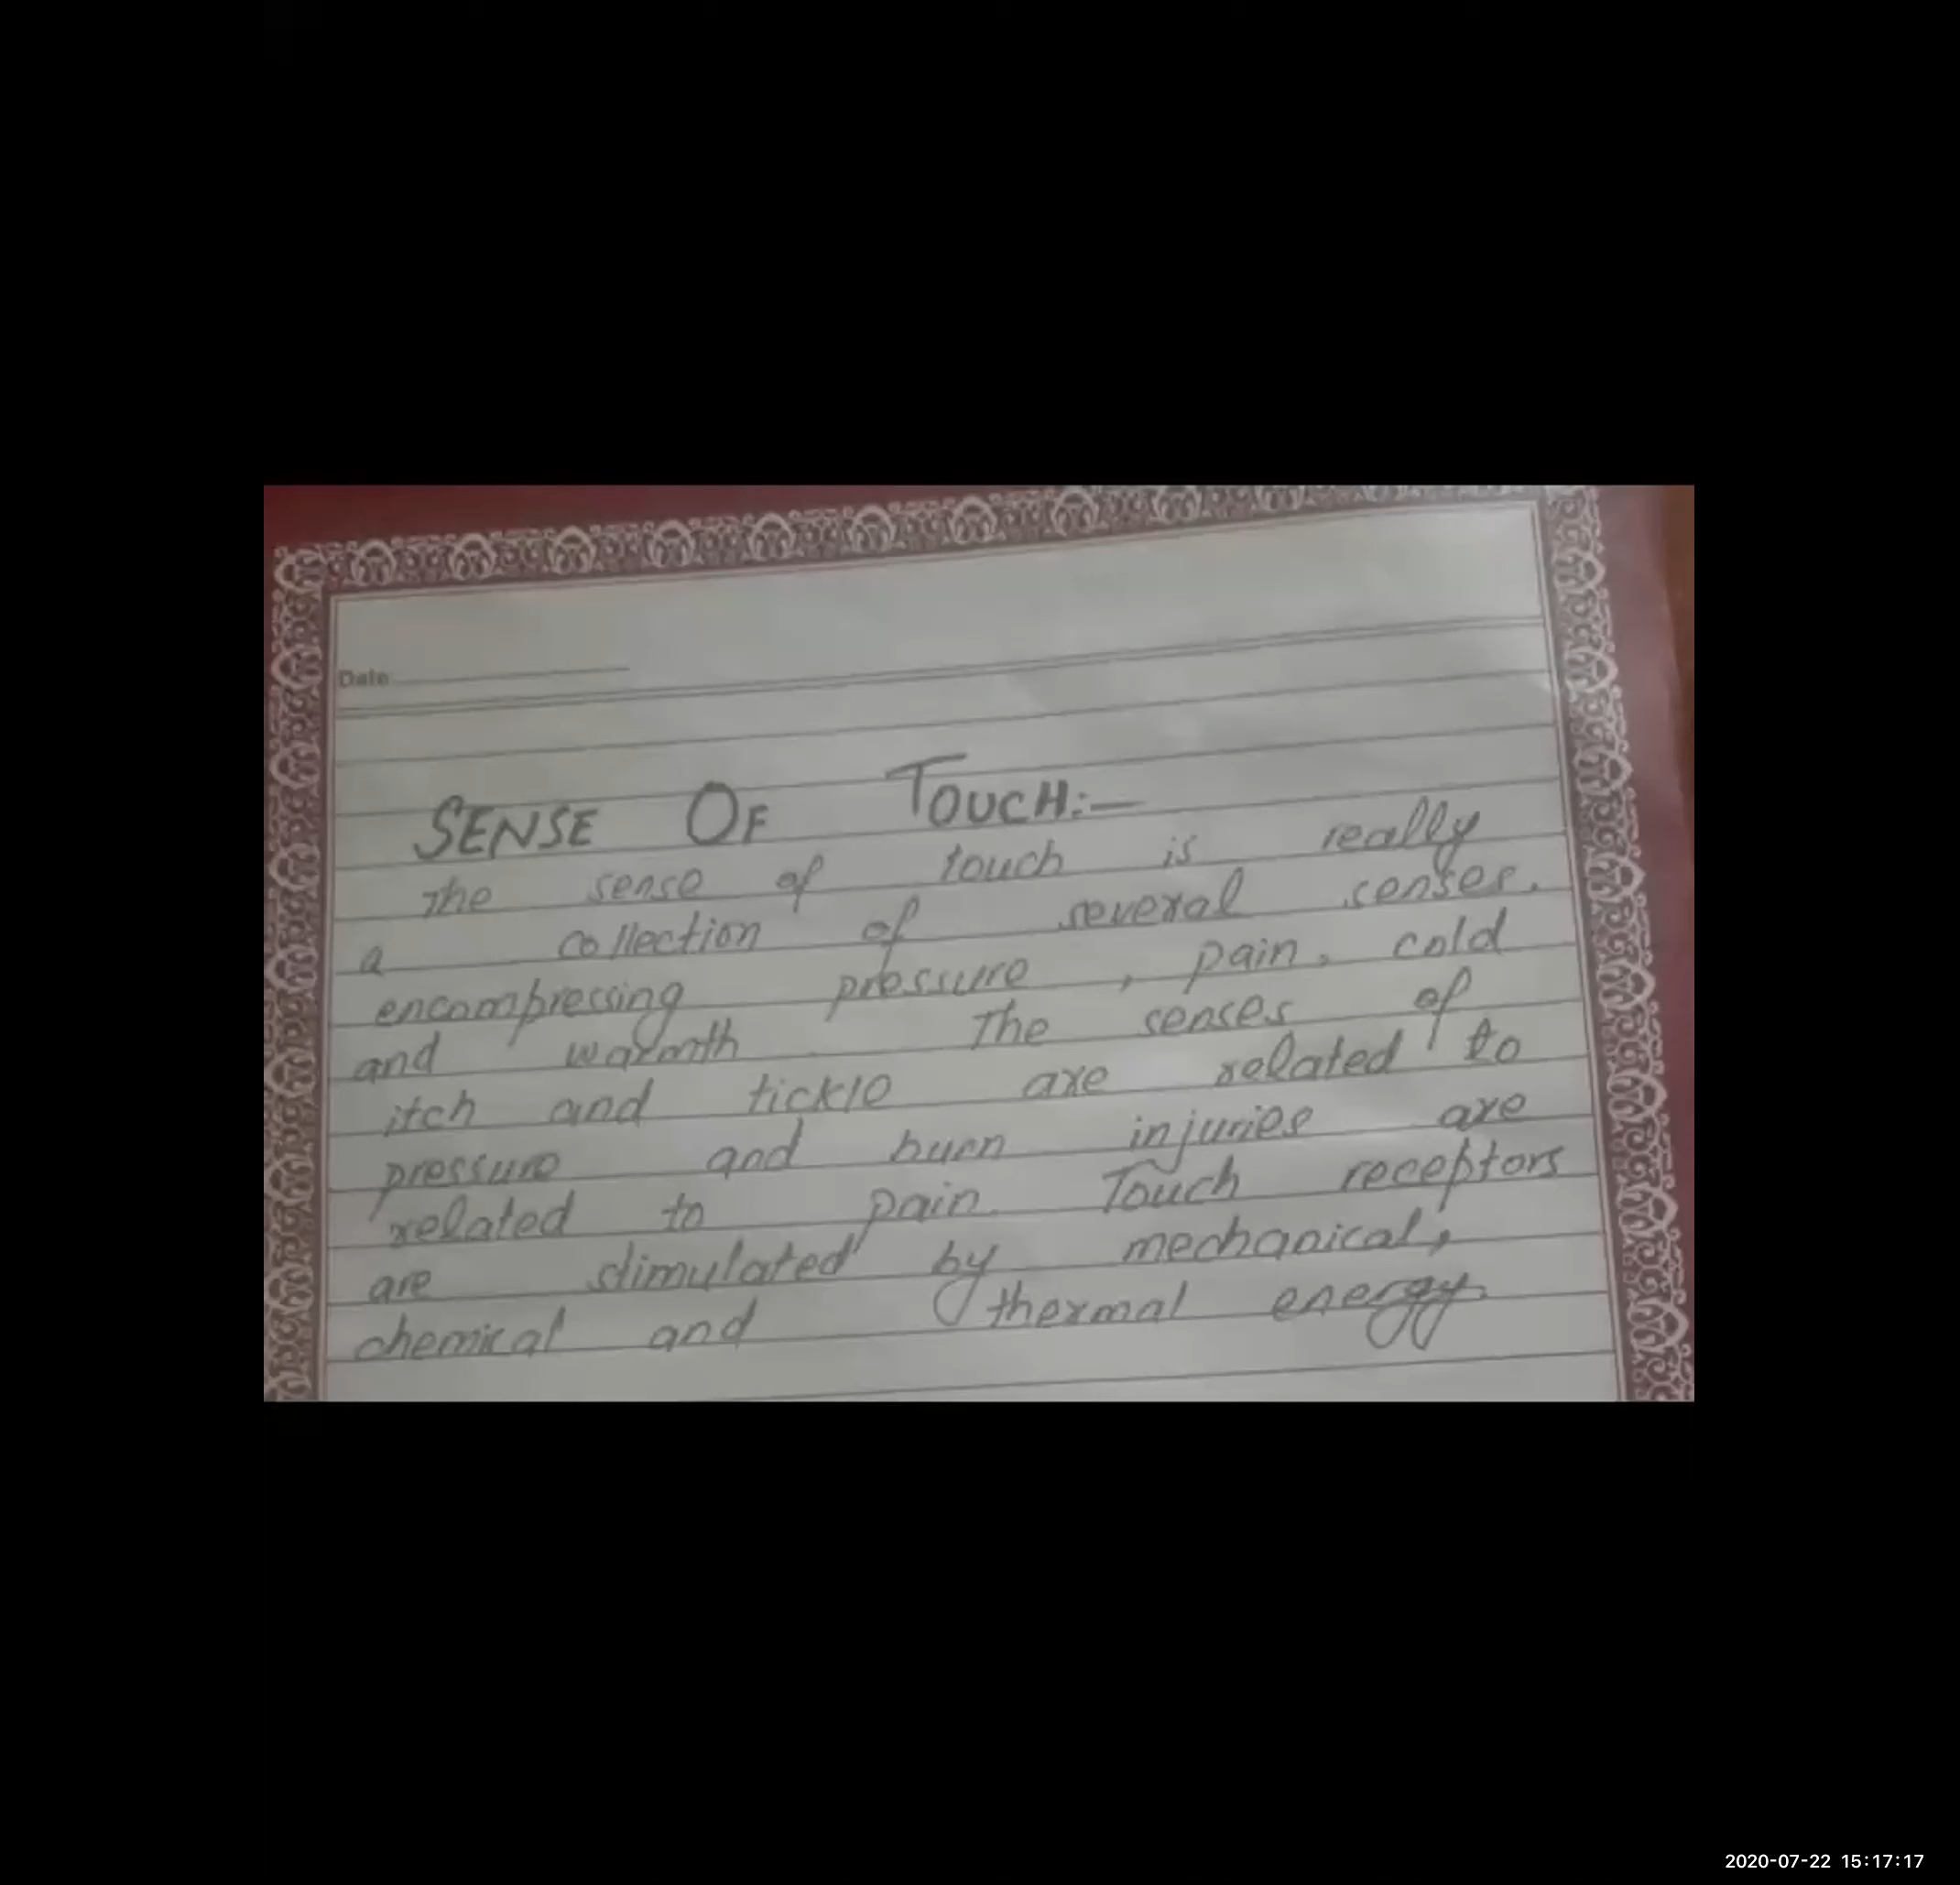 Date
SENSE OF TOUCH:-
The sense of touch is really
a collection of several senses.
encompressing pressure, pain, cold
and warmth. The senses of
itch and tickle are related to
pressure and burn injuries are
related to pain. Touch receptors
are stimulated by mechanical,
chemical and thermal energy.
2020-07-22 15:17:17